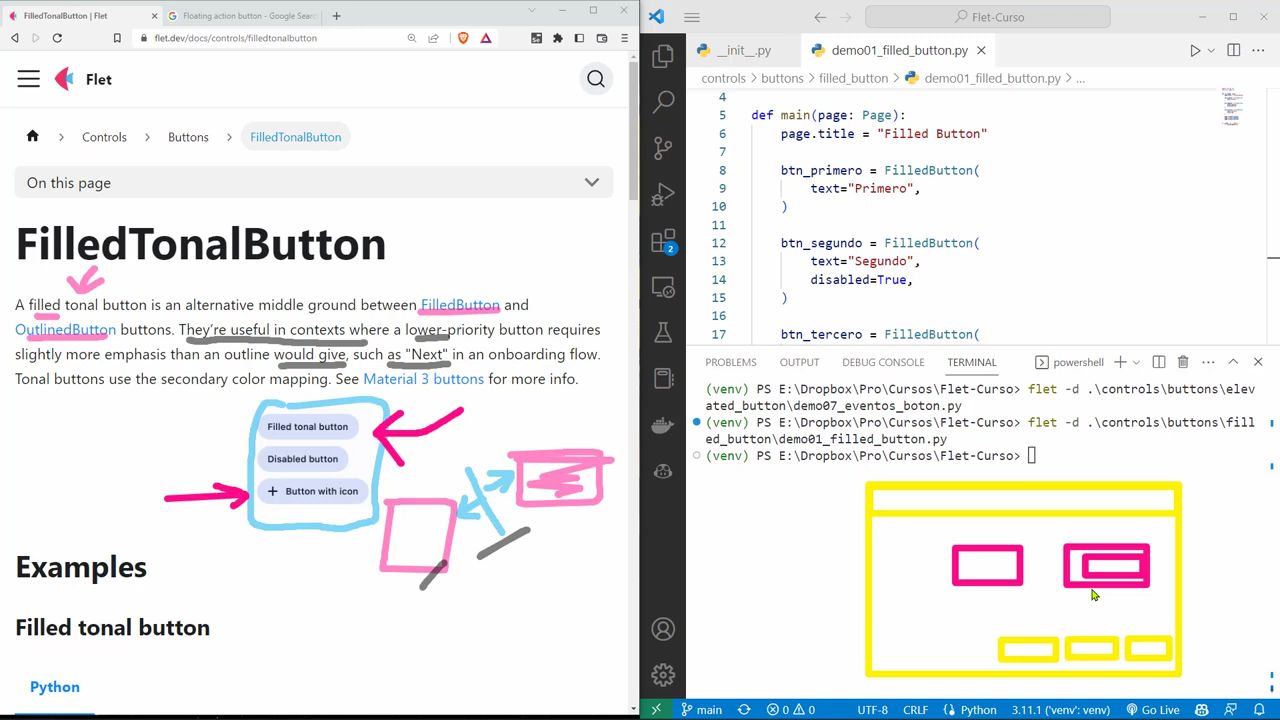 FilledTonalButton | Flet
Floating action button - Google Searc
flet.dev/docs/controls/filledtonalbutton
Flet
Controls
Buttons
FilledTonalButton
On this page
FilledTonalButton
A filled tonal button is an alternative middle ground between FilledButton and
OutlinedButton buttons. They're useful in contexts where a lower-priority button requires
slightly more emphasis than an outline would give, such as "Next" in an onboarding flow.
Tonal buttons use the secondary color mapping. See Material 3 buttons for more info.
Filled tonal button
Disabled button
+ Button with icon
Examples
Filled tonal button
Python
Flet-Curso
__init__.py
demo01_filled_button.py
controls > buttons > filled_button > demo01_filled_button.py > ...
4
5 def main(page: Page):
6 page.title = "Filled Button"
7
8 btn_primero = FilledButton(
9 text="Primero",
10 )
11
12 btn_segundo = FilledButton(
13 text="Segundo",
14 disabled=True,
15 )
16
17 btn_tercero = FilledButton(
2
PROBLEMS OUTPUT DEBUG CONSOLE TERMINAL powershell
(venv) PS E:\Dropbox\Pro\Cursos\Flet-Curso> flet -d .\controls\buttons\elev
ated_button\demo07_eventos_boton.py
(venv) PS E:\Dropbox\Pro\Cursos\Flet-Curso> flet -d .\controls\buttons\fill
ed_button\demo01_filled_button.py
(venv) PS E:\Dropbox\Pro\Cursos\Flet-Curso>
main 0 0 UTF-8 CRLF Python 3.11.1 ('venv': venv) Go Live